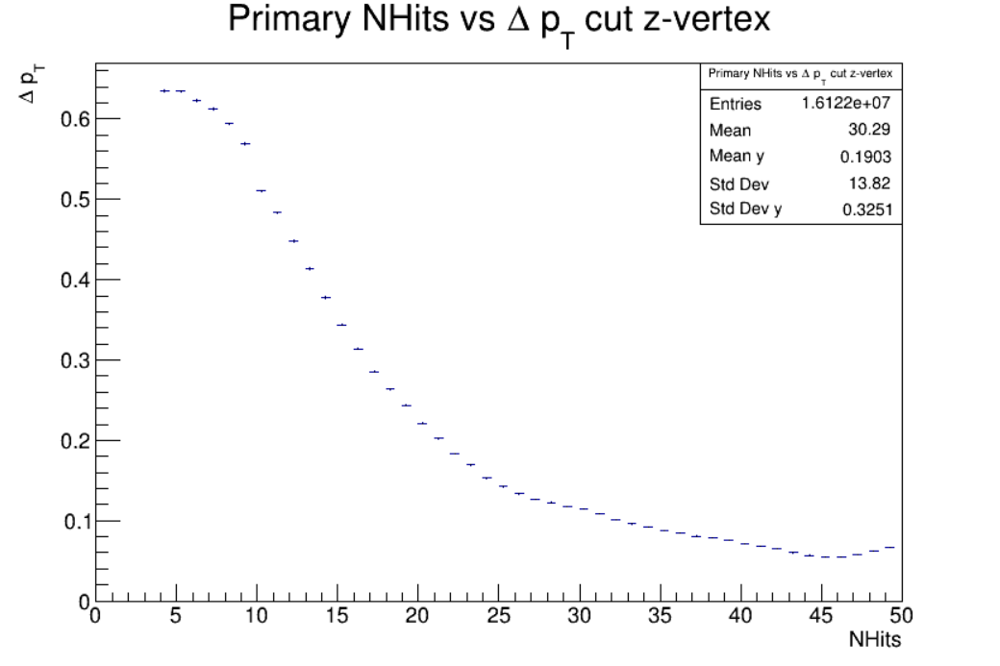 Primary NHits vs Δ p_T cut z-vertex
Δ p_T
Primary NHits vs Δ p_T cut z-vertex
Entries 1.6122e+07
Mean 30.29
Mean y 0.1903
Std Dev 13.82
Std Dev y 0.3251
0.6
0.5
0.4
0.3
0.2
0.1
0
0 5 10 15 20 25 30 35 40 45 50
NHits